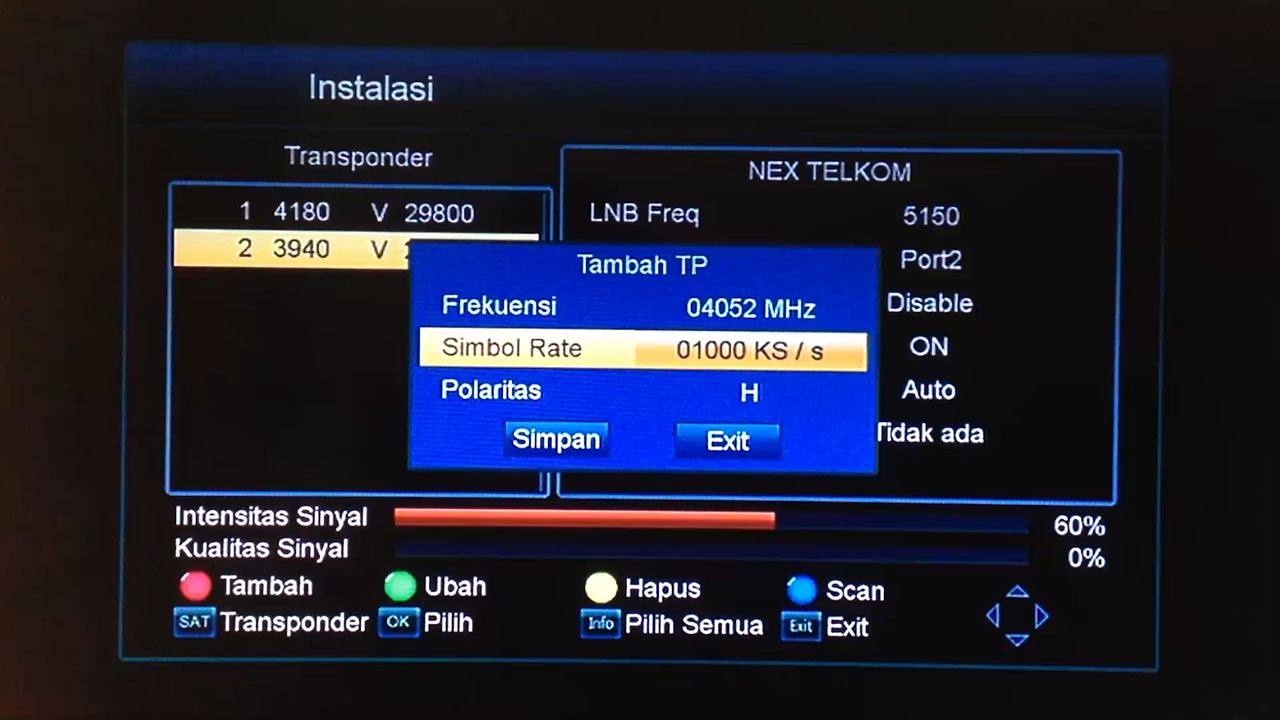 Instalasi
Transponder
1 4180 V 29800
2 3940 V
NEX TELKOM
LNB Freq 5150
Port2
Disable
ON
Auto
Tidak ada
Tambah TP
Frekuensi 04052 MHz
Simbol Rate 01000 KS / s
Polaritas H
Simpan Exit
Intensitas Sinyal 60%
Kualitas Sinyal 0%
Tambah Ubah Hapus Scan
SAT Transponder OK Pilih Info Pilih Semua Exit Exit